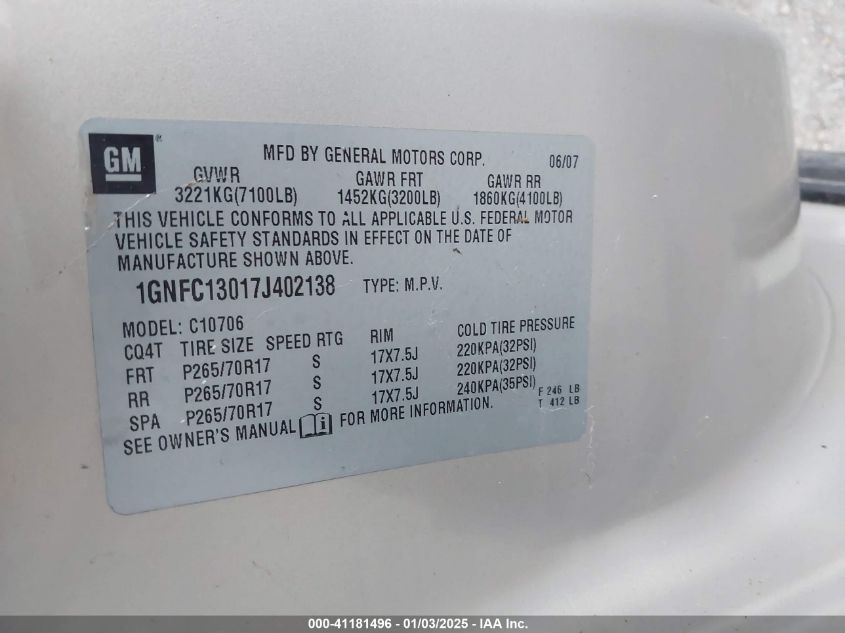 GM®
MFD BY GENERAL MOTORS CORP. 06/07
GVWR GAWR FRT GAWR RR
3221KG(7100LB) 1452KG(3200LB) 1860KG(4100LB)
THIS VEHICLE CONFORMS TO ALL APPLICABLE U.S. FEDERAL MOTOR
VEHICLE SAFETY STANDARDS IN EFFECT ON THE DATE OF
MANUFACTURE SHOWN ABOVE.
1GNFC13017J402138 TYPE: M.P.V.
MODEL: C10706
CQ4T TIRE SIZE SPEED RTG RIM COLD TIRE PRESSURE
FRT P265/70R17 S 17X7.5J 220KPA(32PSI)
RR P265/70R17 S 17X7.5J 220KPA(32PSI)
SPA P265/70R17 S 17X7.5J 240KPA(35PSI)
F 246 LB
T 412 LB
SEE OWNER'S MANUAL i FOR MORE INFORMATION.
000-41181496 - 01/03/2025 - IAA Inc.